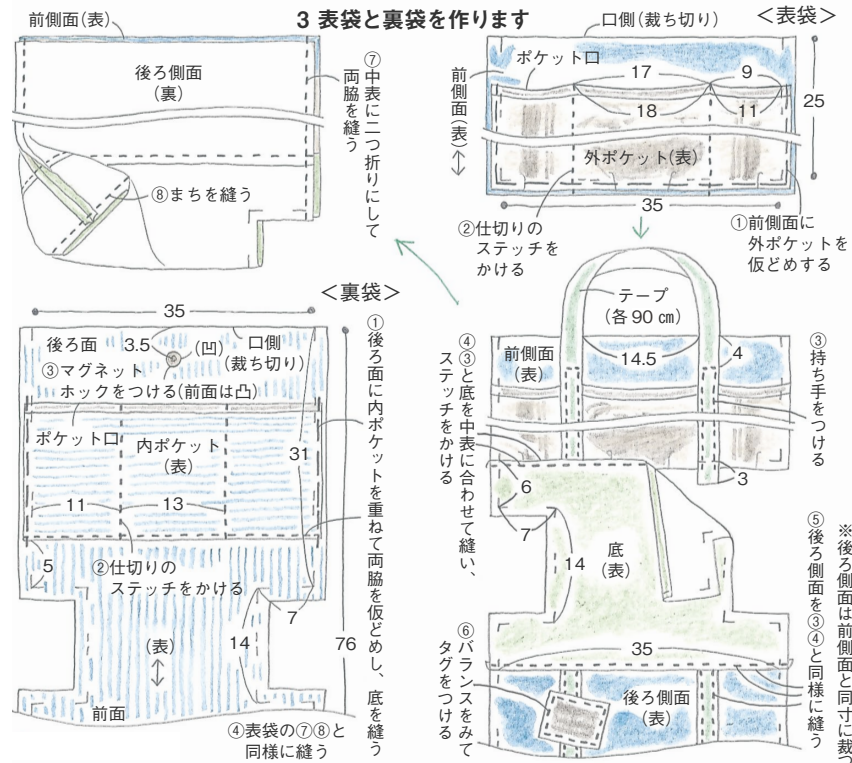 3 表袋と裏袋を作ります
<表袋>
口側(裁ち切り)
ポケット口
17
9
18
11
25
前側面(表)
外ポケット(表)
35
②仕切りの
ステッチを
かける
①前側面に
外ポケットを
仮どめする
テープ
(各90㎝)
前側面
(表)
14.5
4
③持ち手をつける
④③と底を中表に合わせて縫い、
ステッチをかける
3
6
7
14
底
(表)
35
後ろ側面
(表)
⑤後ろ側面を③④と同様に縫う
※後ろ側面は前側面と同寸に裁つ
⑥バランスをみて
タグをつける
前側面(表)
後ろ側面
(裏)
⑦中表に二つ折りにして
両脇を縫う
⑧まちを縫う
<裏袋>
35
後ろ面
3.5
(凹)
口側
(裁ち切り)
③マグネット
ホックをつける(前面は凸)
ポケット口
内ポケット
(表)
31
11
13
①後ろ面に内ポケットを重ねて両脇を仮どめし、底を縫う
5
②仕切りの
ステッチをかける
7
14
76
(表)
前面
④表袋の⑦⑧と
同様に縫う